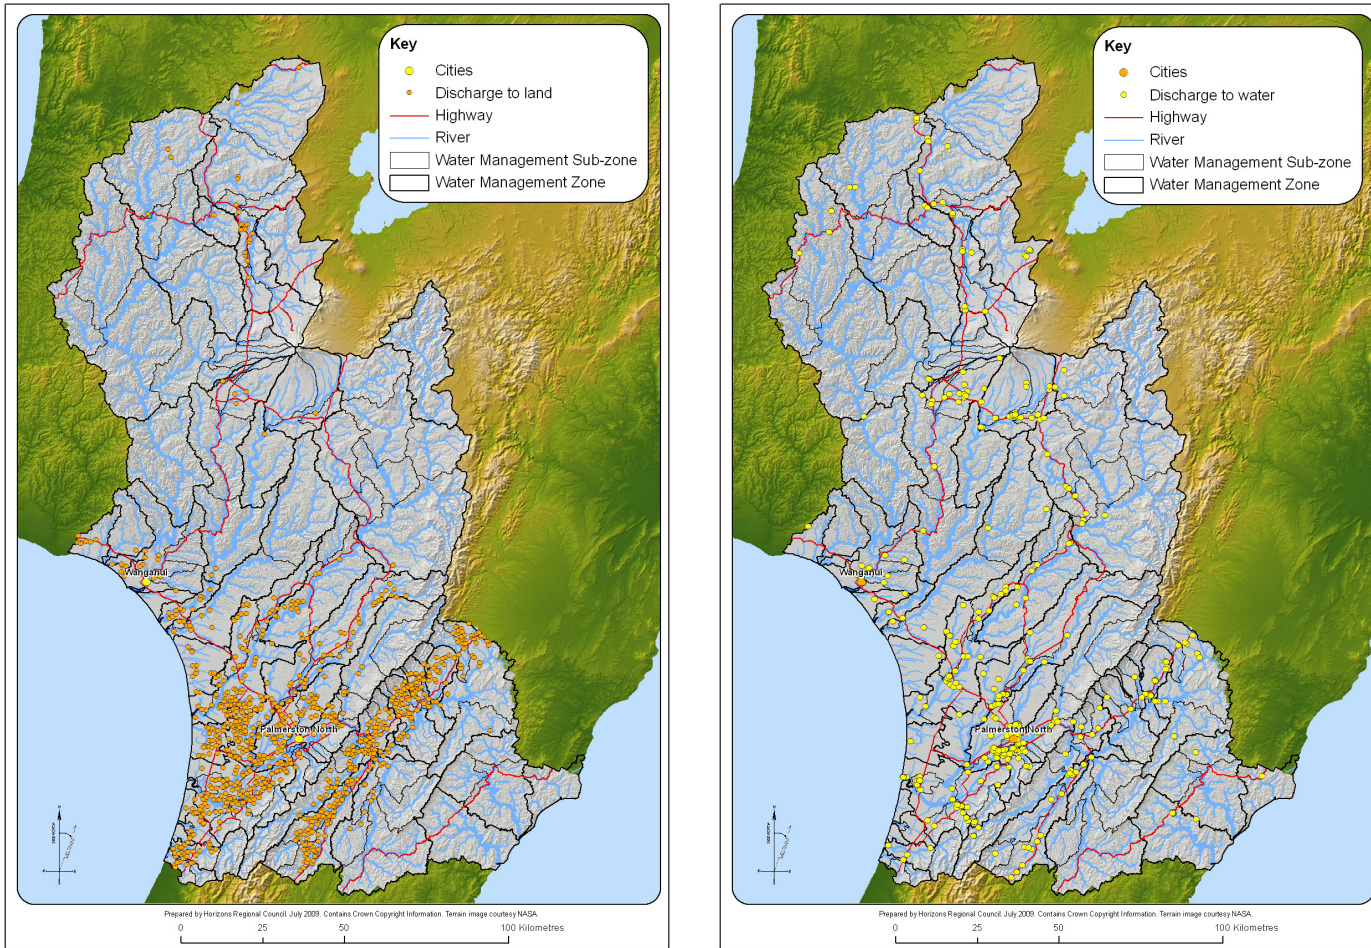 Key
Cities
Discharge to land
Highway
River
Water Management Sub-zone
Water Management Zone
Wanganui
Palmerston North
Prepared by Horizons Regional Council. July 2009. Contains Crown Copyright Information. Terrain image courtesy NASA.
0 25 50 100 Kilometres
Key
Cities
Discharge to water
Highway
River
Water Management Sub-zone
Water Management Zone
Wanganui
Palmerston North
Prepared by Horizons Regional Council. July 2009. Contains Crown Copyright Information. Terrain image courtesy NASA.
0 25 50 100 Kilometres